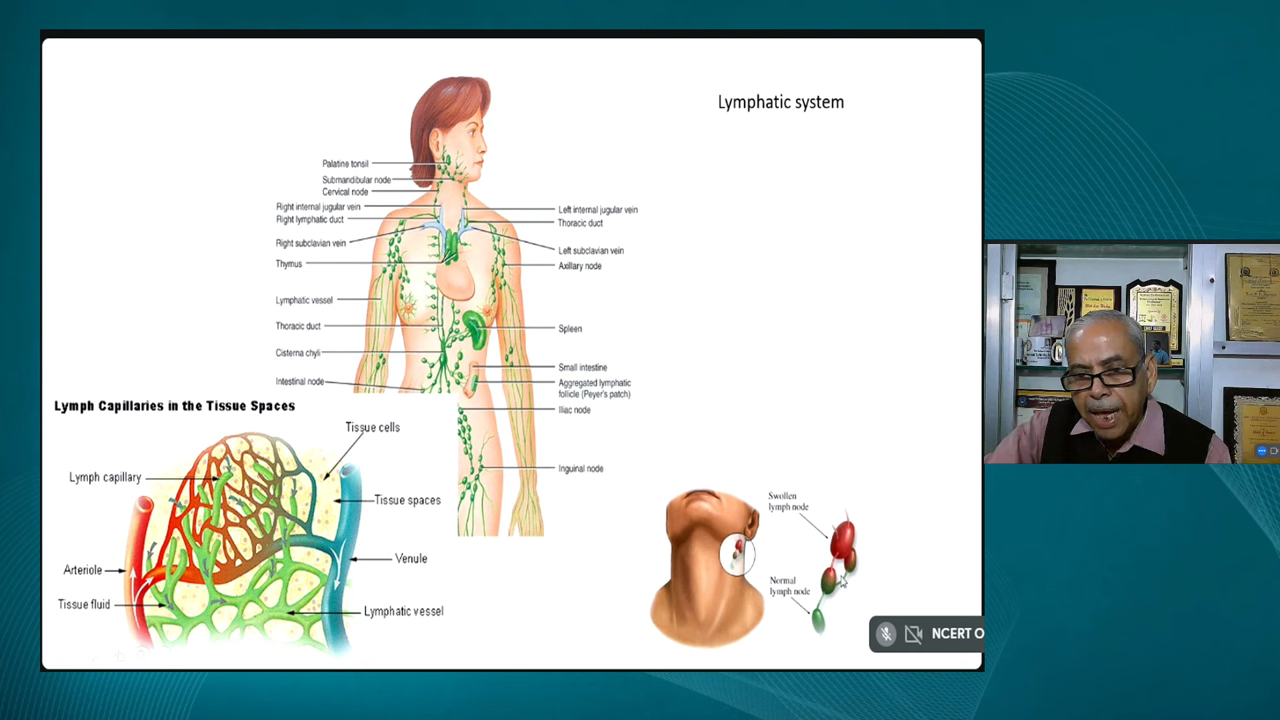 Lymphatic system
Palatine tonsil
Submandibular node
Cervical node
Right internal jugular vein
Right lymphatic duct
Right subclavian vein
Thymus
Lymphatic vessel
Thoracic duct
Cisterna chyli
Intestinal node
Left internal jugular vein
Thoracic duct
Left subclavian vein
Axillary node
Spleen
Small intestine
Aggregated lymphatic
follicle (Peyer's patch)
Iliac node
Inguinal node
Lymph Capillaries in the Tissue Spaces
Tissue cells
Lymph capillary
Tissue spaces
Arteriole
Venule
Tissue fluid
Lymphatic vessel
Swollen
lymph node
Normal
lymph node
NCERT O